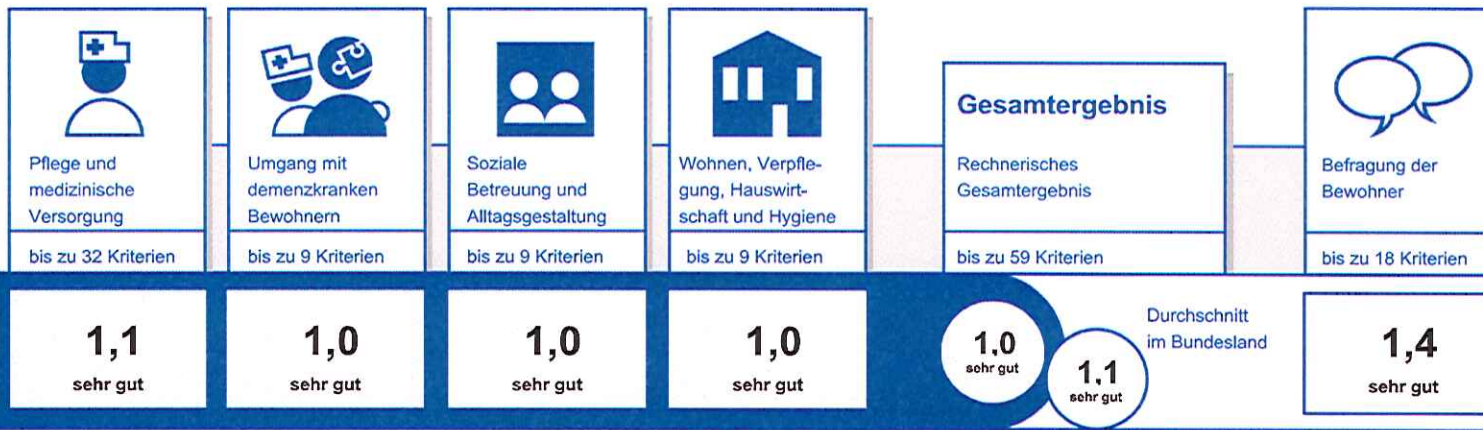 Pflege und
medizinische
Versorgung
bis zu 32 Kriterien
1,1
sehr gut
Umgang mit
demenzkranken
Bewohnern
bis zu 9 Kriterien
1,0
sehr gut
Soziale
Betreuung und
Alltagsgestaltung
bis zu 9 Kriterien
1,0
sehr gut
Wohnen, Verpfle-
gung, Hauswirt-
schaft und Hygiene
bis zu 9 Kriterien
1,0
sehr gut
Gesamtergebnis
Rechnerisches
Gesamtergebnis
bis zu 59 Kriterien
1,0
sehr gut
1,1
sehr gut
Durchschnitt
im Bundesland
Befragung der
Bewohner
bis zu 18 Kriterien
1,4
sehr gut